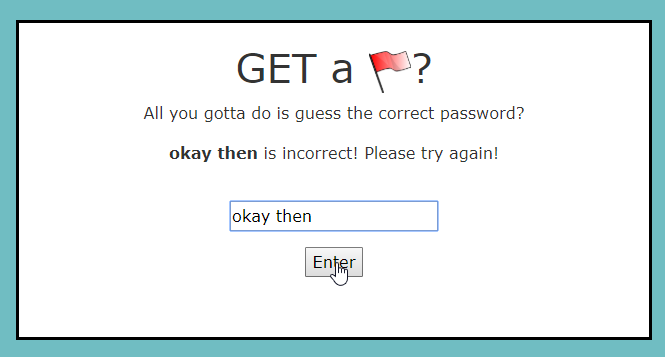 GET a 🚩?
All you gotta do is guess the correct password?
okay then is incorrect! Please try again!
okay then
Enter